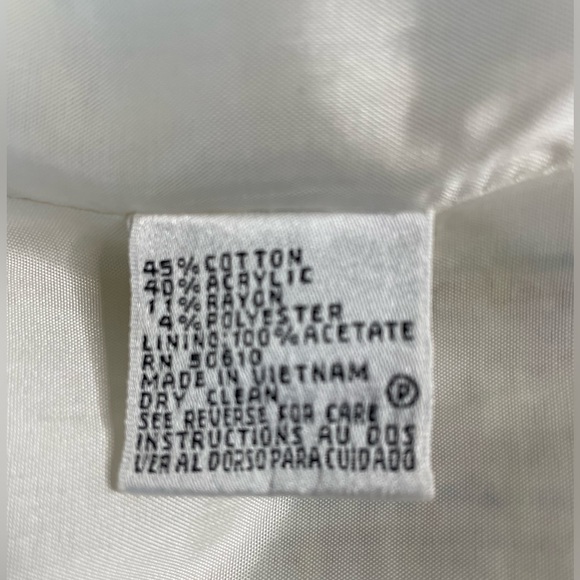 45% COTTON
40% ACRYLIC
11% RAYON
4% POLYESTER
LINING:100% ACETATE
RN 90610
MADE IN VIETNAM
DRY CLEAN Ⓟ
SEE REVERSE FOR CARE
INSTRUCTIONS AU DOS
VER AL DORSO PARA CUIDADO